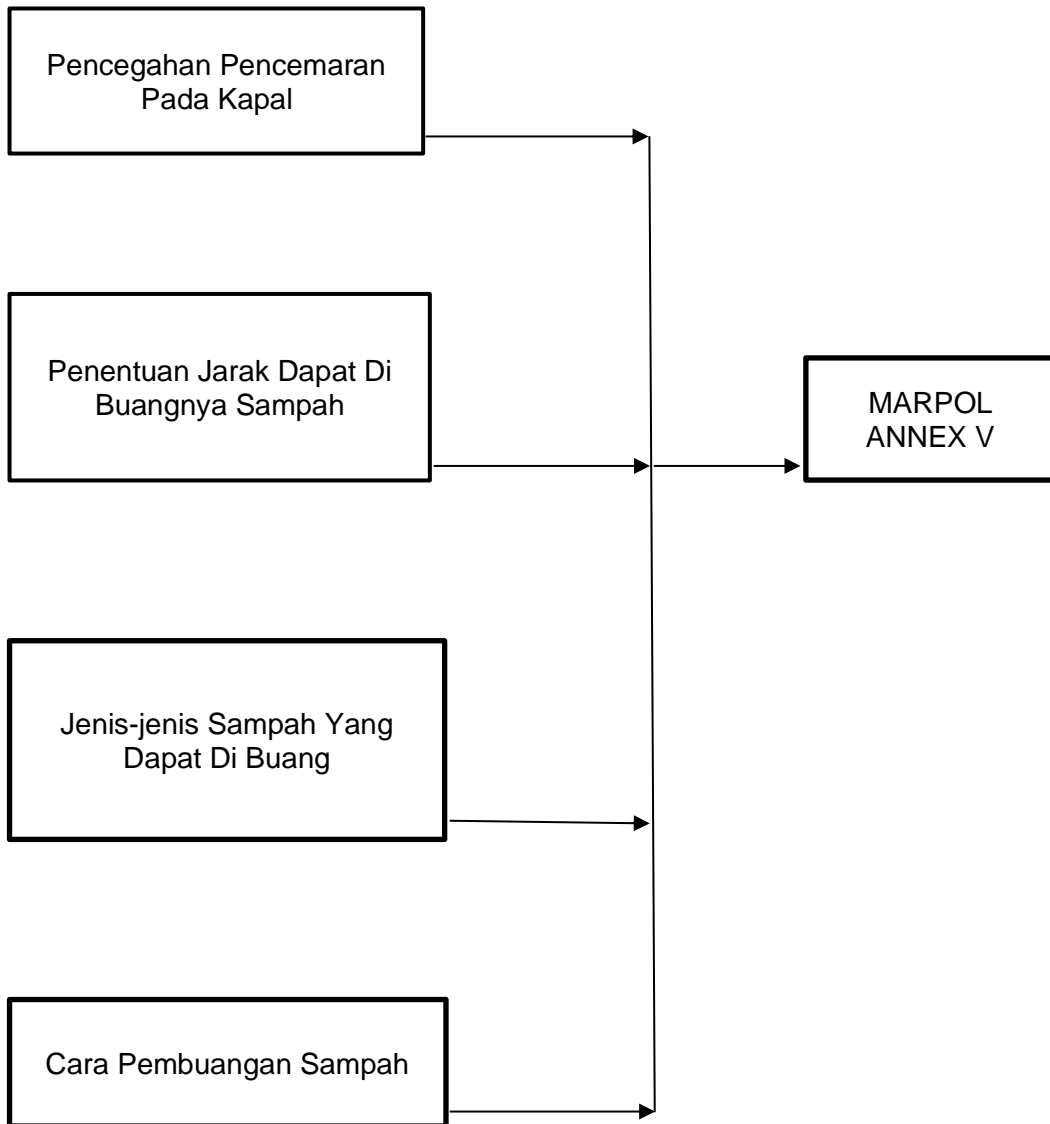 Pencegahan Pencemaran
Pada Kapal
Penentuan Jarak Dapat Di
Buangnya Sampah
MARPOL
ANNEX V
Jenis-jenis Sampah Yang
Dapat Di Buang
Cara Pembuangan Sampah